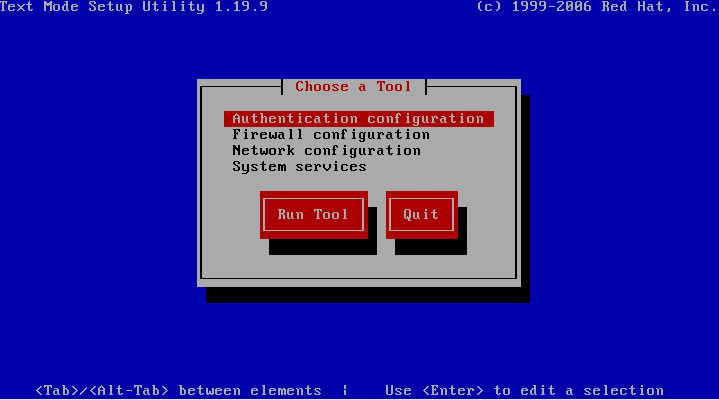 Text Mode Setup Utility 1.19.9 (c) 1999-2006 Red Hat, Inc.
Choose a Tool
Authentication configuration
Firewall configuration
Network configuration
System services
Run Tool Quit
<Tab>/<Alt-Tab> between elements | Use <Enter> to edit a selection